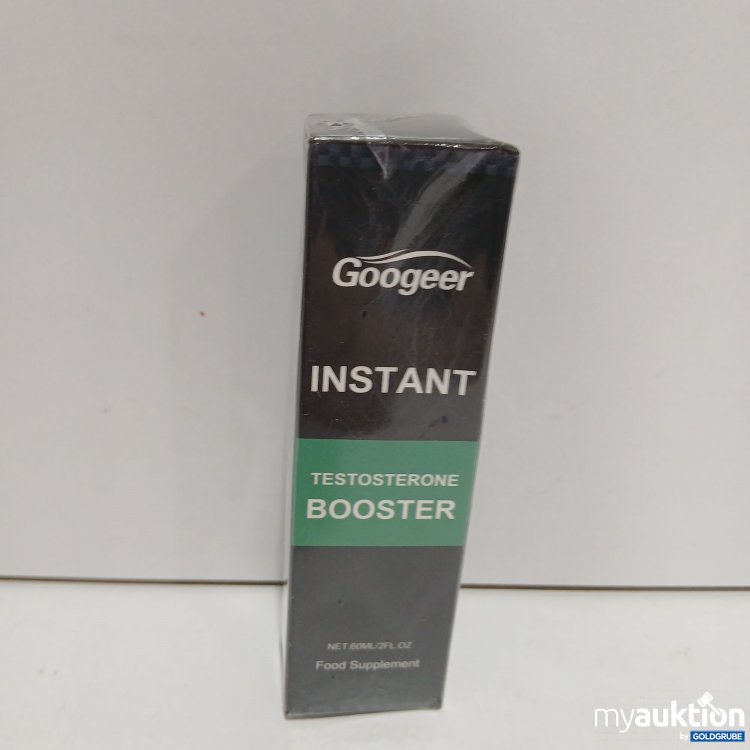 Googeer
INSTANT
TESTOSTERONE
BOOSTER
NET:60ML/2FL.OZ
Food Supplement
myauktion
by GOLDGRUBE